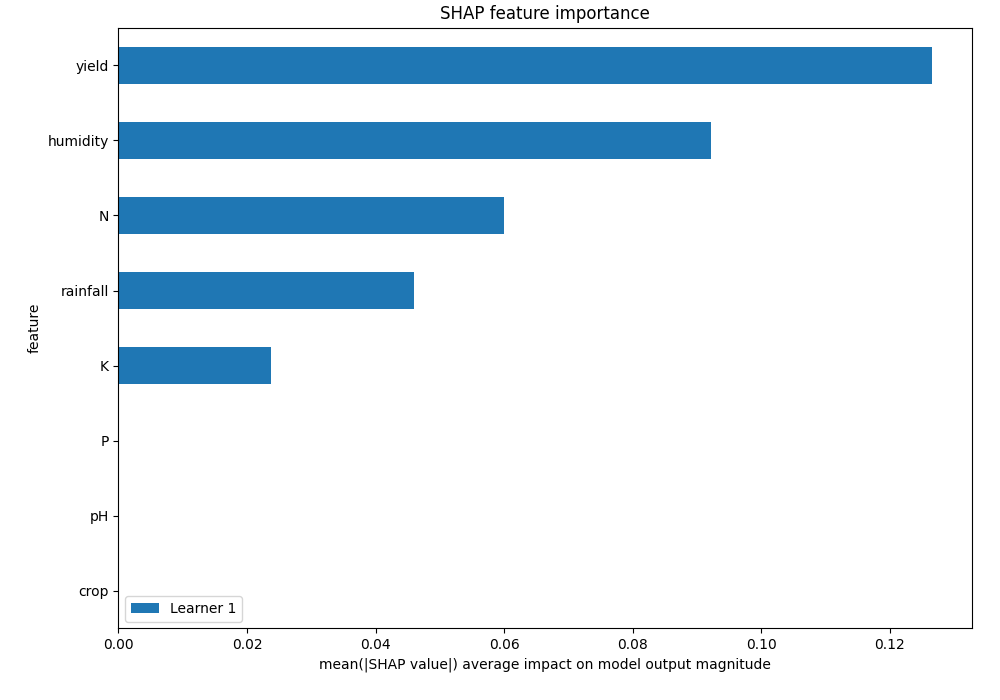 SHAP feature importance
yield
humidity
N
rainfall
K
P
pH
crop
feature
Learner 1
0.00 0.02 0.04 0.06 0.08 0.10 0.12
mean(|SHAP value|) average impact on model output magnitude